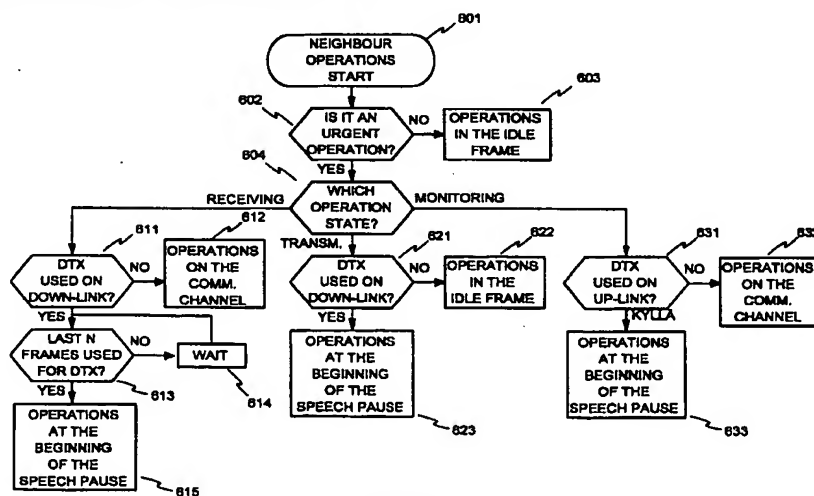 601
NEIGHBOUR
OPERATIONS
START
602
IS IT AN
URGENT
OPERATION?
NO
603
OPERATIONS
IN THE IDLE
FRAME
YES
604
WHICH
OPERATION
STATE?
RECEIVING
TRANSM.
MONITORING
611
DTX
USED ON
DOWN-LINK?
NO
612
OPERATIONS
ON THE
COMM.
CHANNEL
YES
LAST N
FRAMES USED
FOR DTX?
613
NO
WAIT
614
YES
OPERATIONS
AT THE
BEGINNING
OF THE
SPEECH PAUSE
615
621
DTX
USED ON
DOWN-LINK?
NO
622
OPERATIONS
IN THE
IDLE FRAME
YES
OPERATIONS
AT THE
BEGINNING
OF THE
SPEECH PAUSE
623
631
DTX
USED ON
UP-LINK?
NO
632
OPERATIONS
ON THE
COMM.
CHANNEL
KYLLA
OPERATIONS
AT THE
BEGINNING
OF THE
SPEECH PAUSE
633